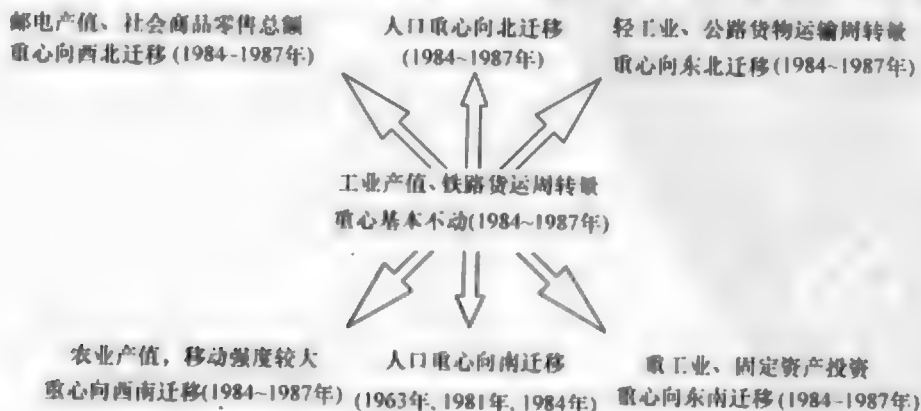 邮电产值、社会商品零售总额
重心向西北迁移(1984~1987年)
人口重心向北迁移
(1984~1987年)
轻工业、公路货物运输周转量
重心向东北迁移(1984~1987年)
工业产值、铁路货运周转量
重心基本不动(1984~1987年)
农业产值，移动强度较大
重心向西南迁移(1984~1987年)
人口重心向南迁移
(1963年，1981年，1984年)
重工业、固定资产投资
重心向东南迁移(1984~1987年)